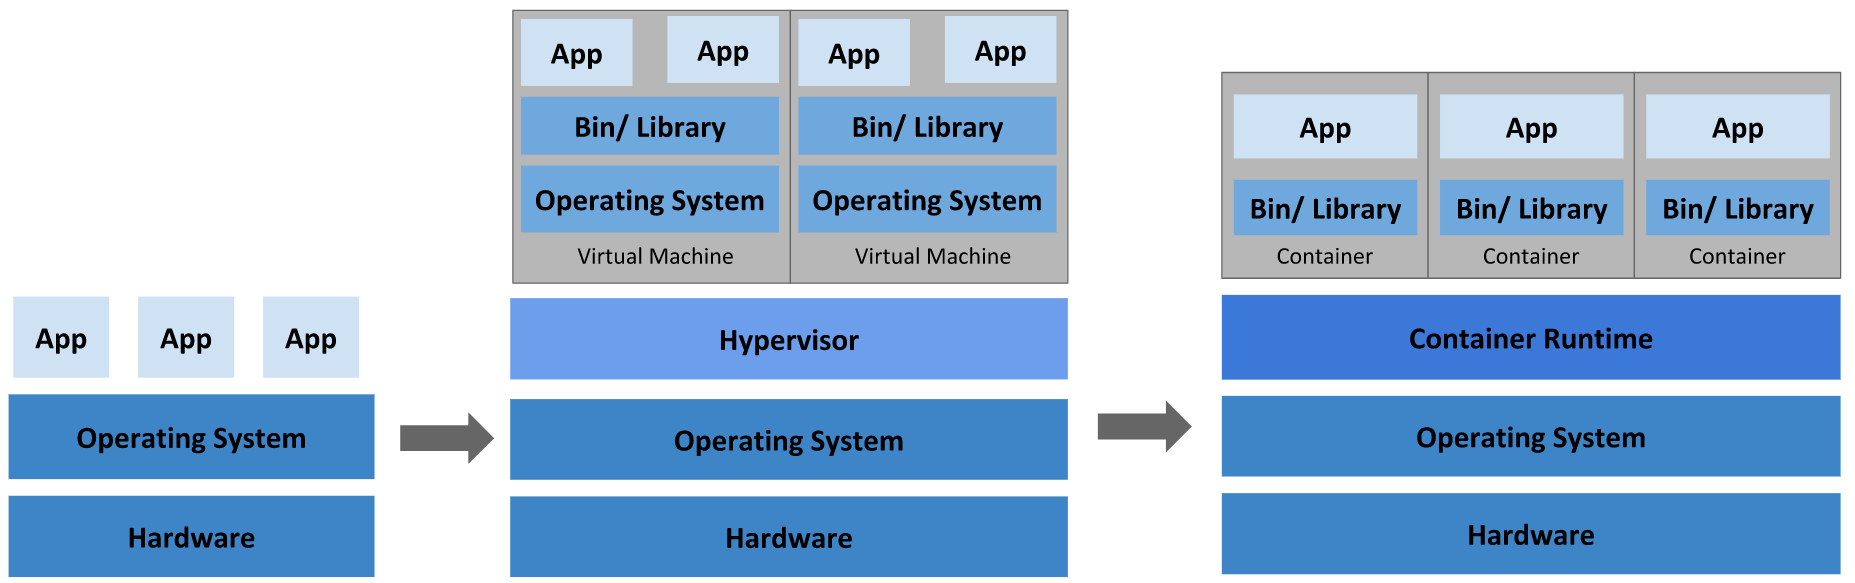 App
App
App
Operating System
Hardware
App
App
App
App
Bin/ Library
Bin/ Library
Operating System
Operating System
Virtual Machine
Virtual Machine
Hypervisor
Operating System
Hardware
App
App
App
Bin/ Library
Bin/ Library
Bin/ Library
Container
Container
Container
Container Runtime
Operating System
Hardware